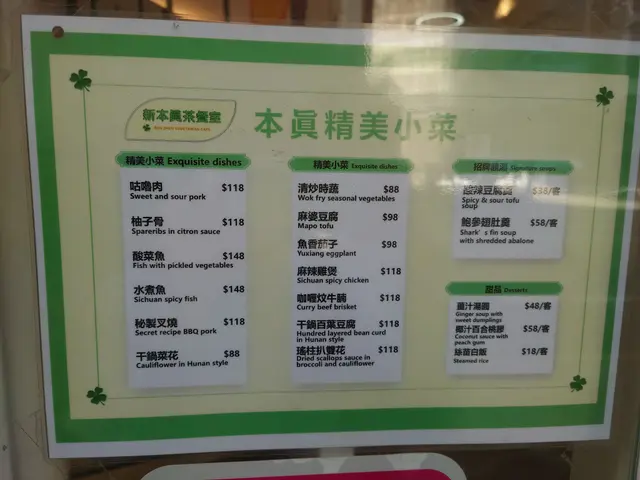 新本真茶餐室
本真精美小菜
精美小菜 Exquisite dishes
咕嚕肉 $118
Sweet and sour pork
柚子骨 $118
Spareribs in citron sauce
酸菜魚 $148
Fish with pickled vegetables
水煮魚 $148
Sichuan spicy fish
秘製叉燒 $118
Secret recipe BBQ pork
干鍋菜花 $88
Cauliflower in Hunan style
精美小菜 Exquisite dishes
清炒時蔬 $88
Wok fry seasonal vegetables
麻婆豆腐 $98
Mapo tofu
魚香茄子 $98
Yuxiang eggplant
麻辣雞煲 $118
Sichuan spicy chicken
咖喱炆牛腩 $118
Curry beef brisket
干鍋百葉豆腐 $118
Hundred layered bean curd
in Hunan style
瑤柱扒雙花 $118
Dried scallops sauce in
broccoli and cauliflower
Signature soups
酸辣豆腐羹 $38/客
Spicy & sour tofu
soup
鮑參翅肚羹 $58/客
Shark's fin soup
with shredded abalone
甜品 Desserts
薑汁湯圓 $48/客
Ginger soup with
sweet dumplings
椰汁百合桃膠 $58/客
Coconut sauce with
peach gum
絲苗白飯 $18/客
Steamed rice